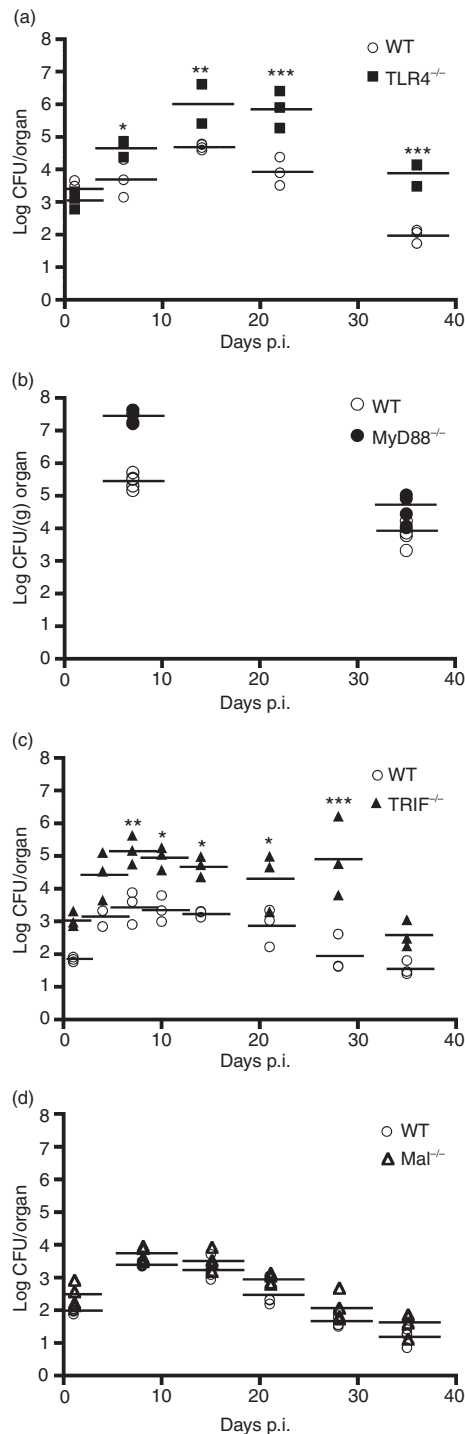 (a)
WT
TLR4−/−
* ** *** ***
Log CFU/organ
8
7
6
5
4
3
2
1
0
0 10 20 30 40
Days p.i.
(b)
WT
MyD88−/−
Log CFU/(g) organ
8
7
6
5
4
3
2
1
0
0 10 20 30 40
Days p.i.
(c)
WT
TRIF−/−
** * * * ***
Log CFU/organ
8
7
6
5
4
3
2
1
0
0 10 20 30 40
Days p.i.
(d)
WT
Mal−/−
Log CFU/organ
8
7
6
5
4
3
2
1
0
0 10 20 30 40
Days p.i.